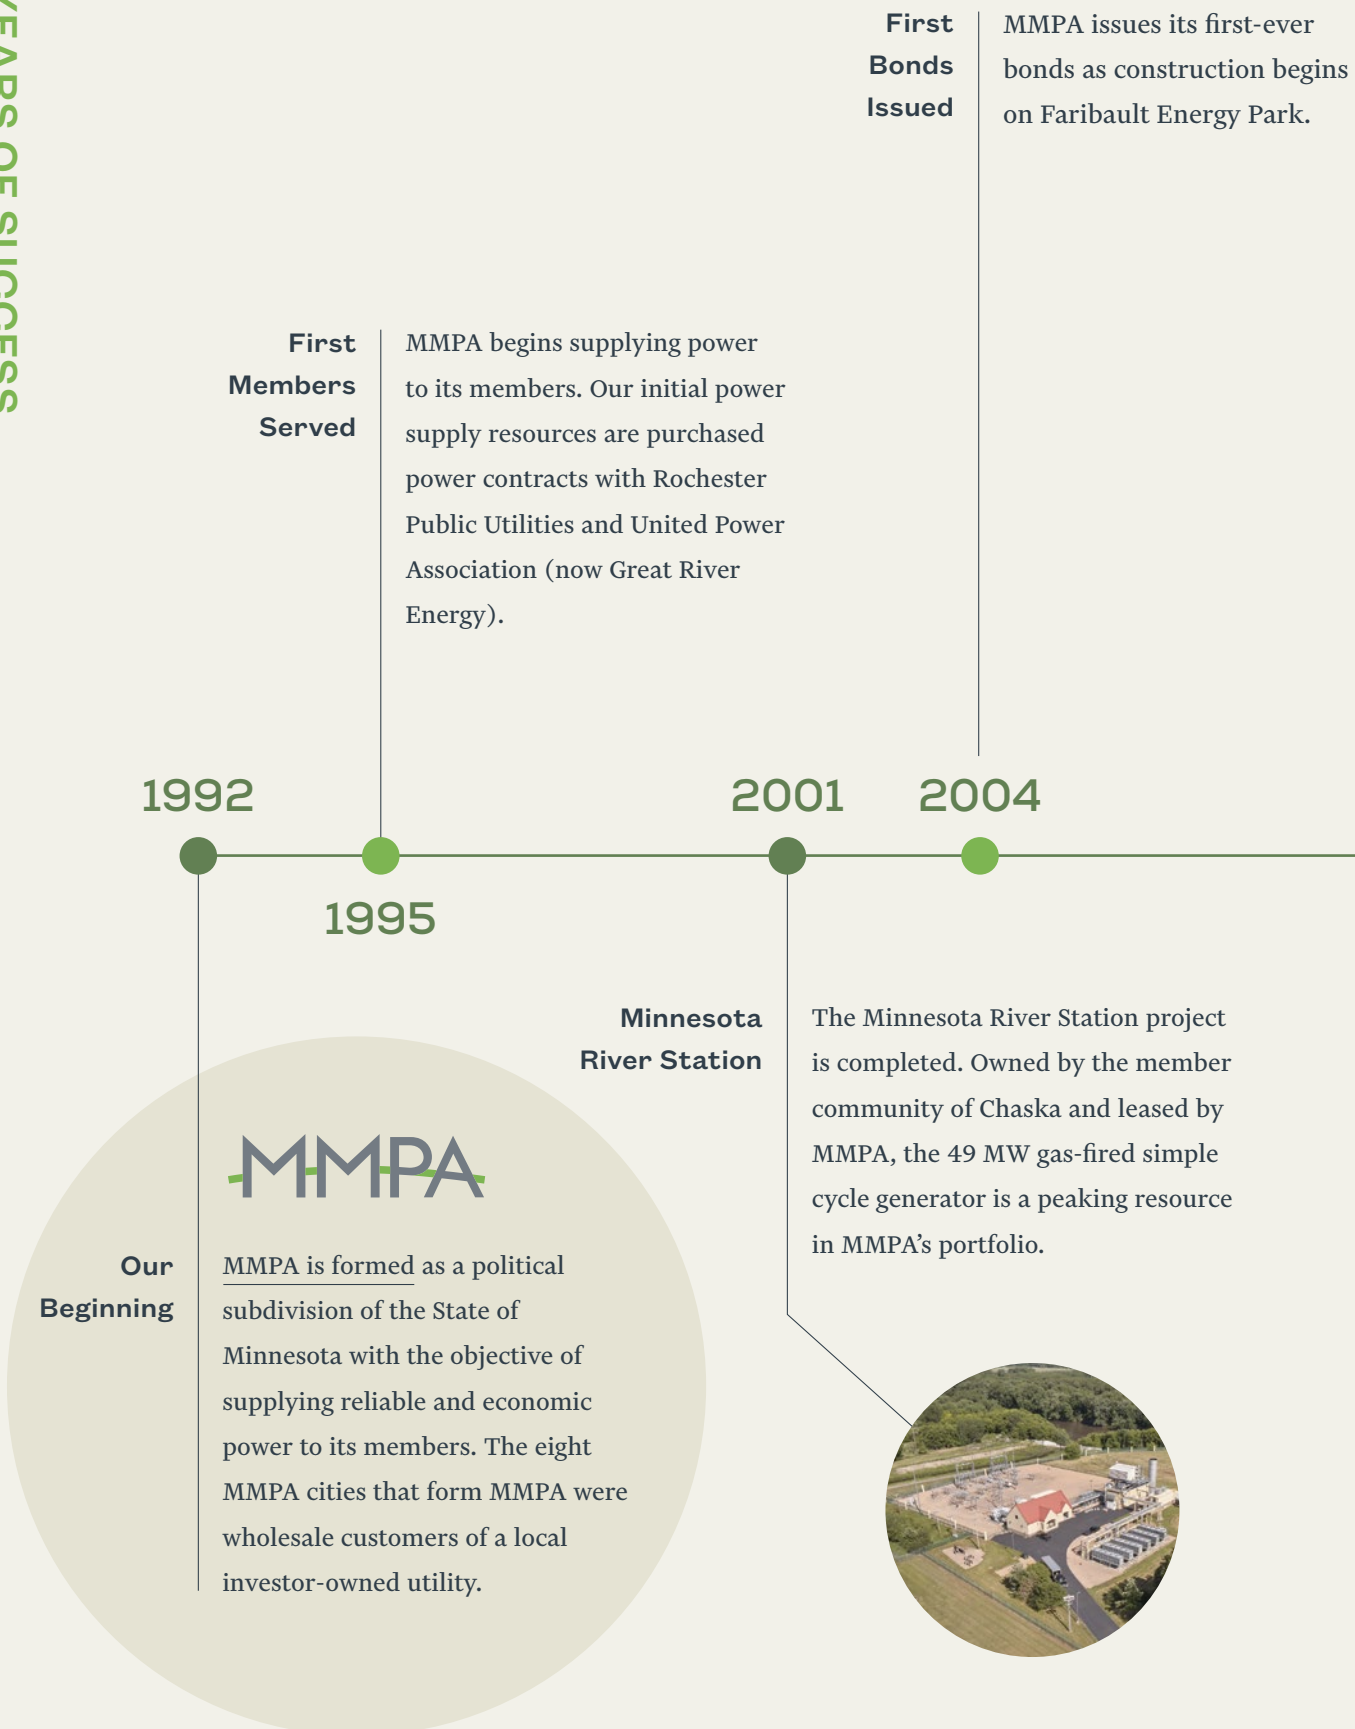 YEARS OF SUCCESS
First
Bonds
Issued
MMPA issues its first-ever
bonds as construction begins
on Faribault Energy Park.
First
Members
Served
MMPA begins supplying power
to its members. Our initial power
supply resources are purchased
power contracts with Rochester
Public Utilities and United Power
Association (now Great River
Energy).
1992
2001
2004
1995
Minnesota
River Station
The Minnesota River Station project
is completed. Owned by the member
community of Chaska and leased by
MMPA, the 49 MW gas-fired simple
cycle generator is a peaking resource
in MMPA’s portfolio.
MMPA
Our
Beginning
MMPA is formed as a political
subdivision of the State of
Minnesota with the objective of
supplying reliable and economic
power to its members. The eight
MMPA cities that form MMPA were
wholesale customers of a local
investor-owned utility.